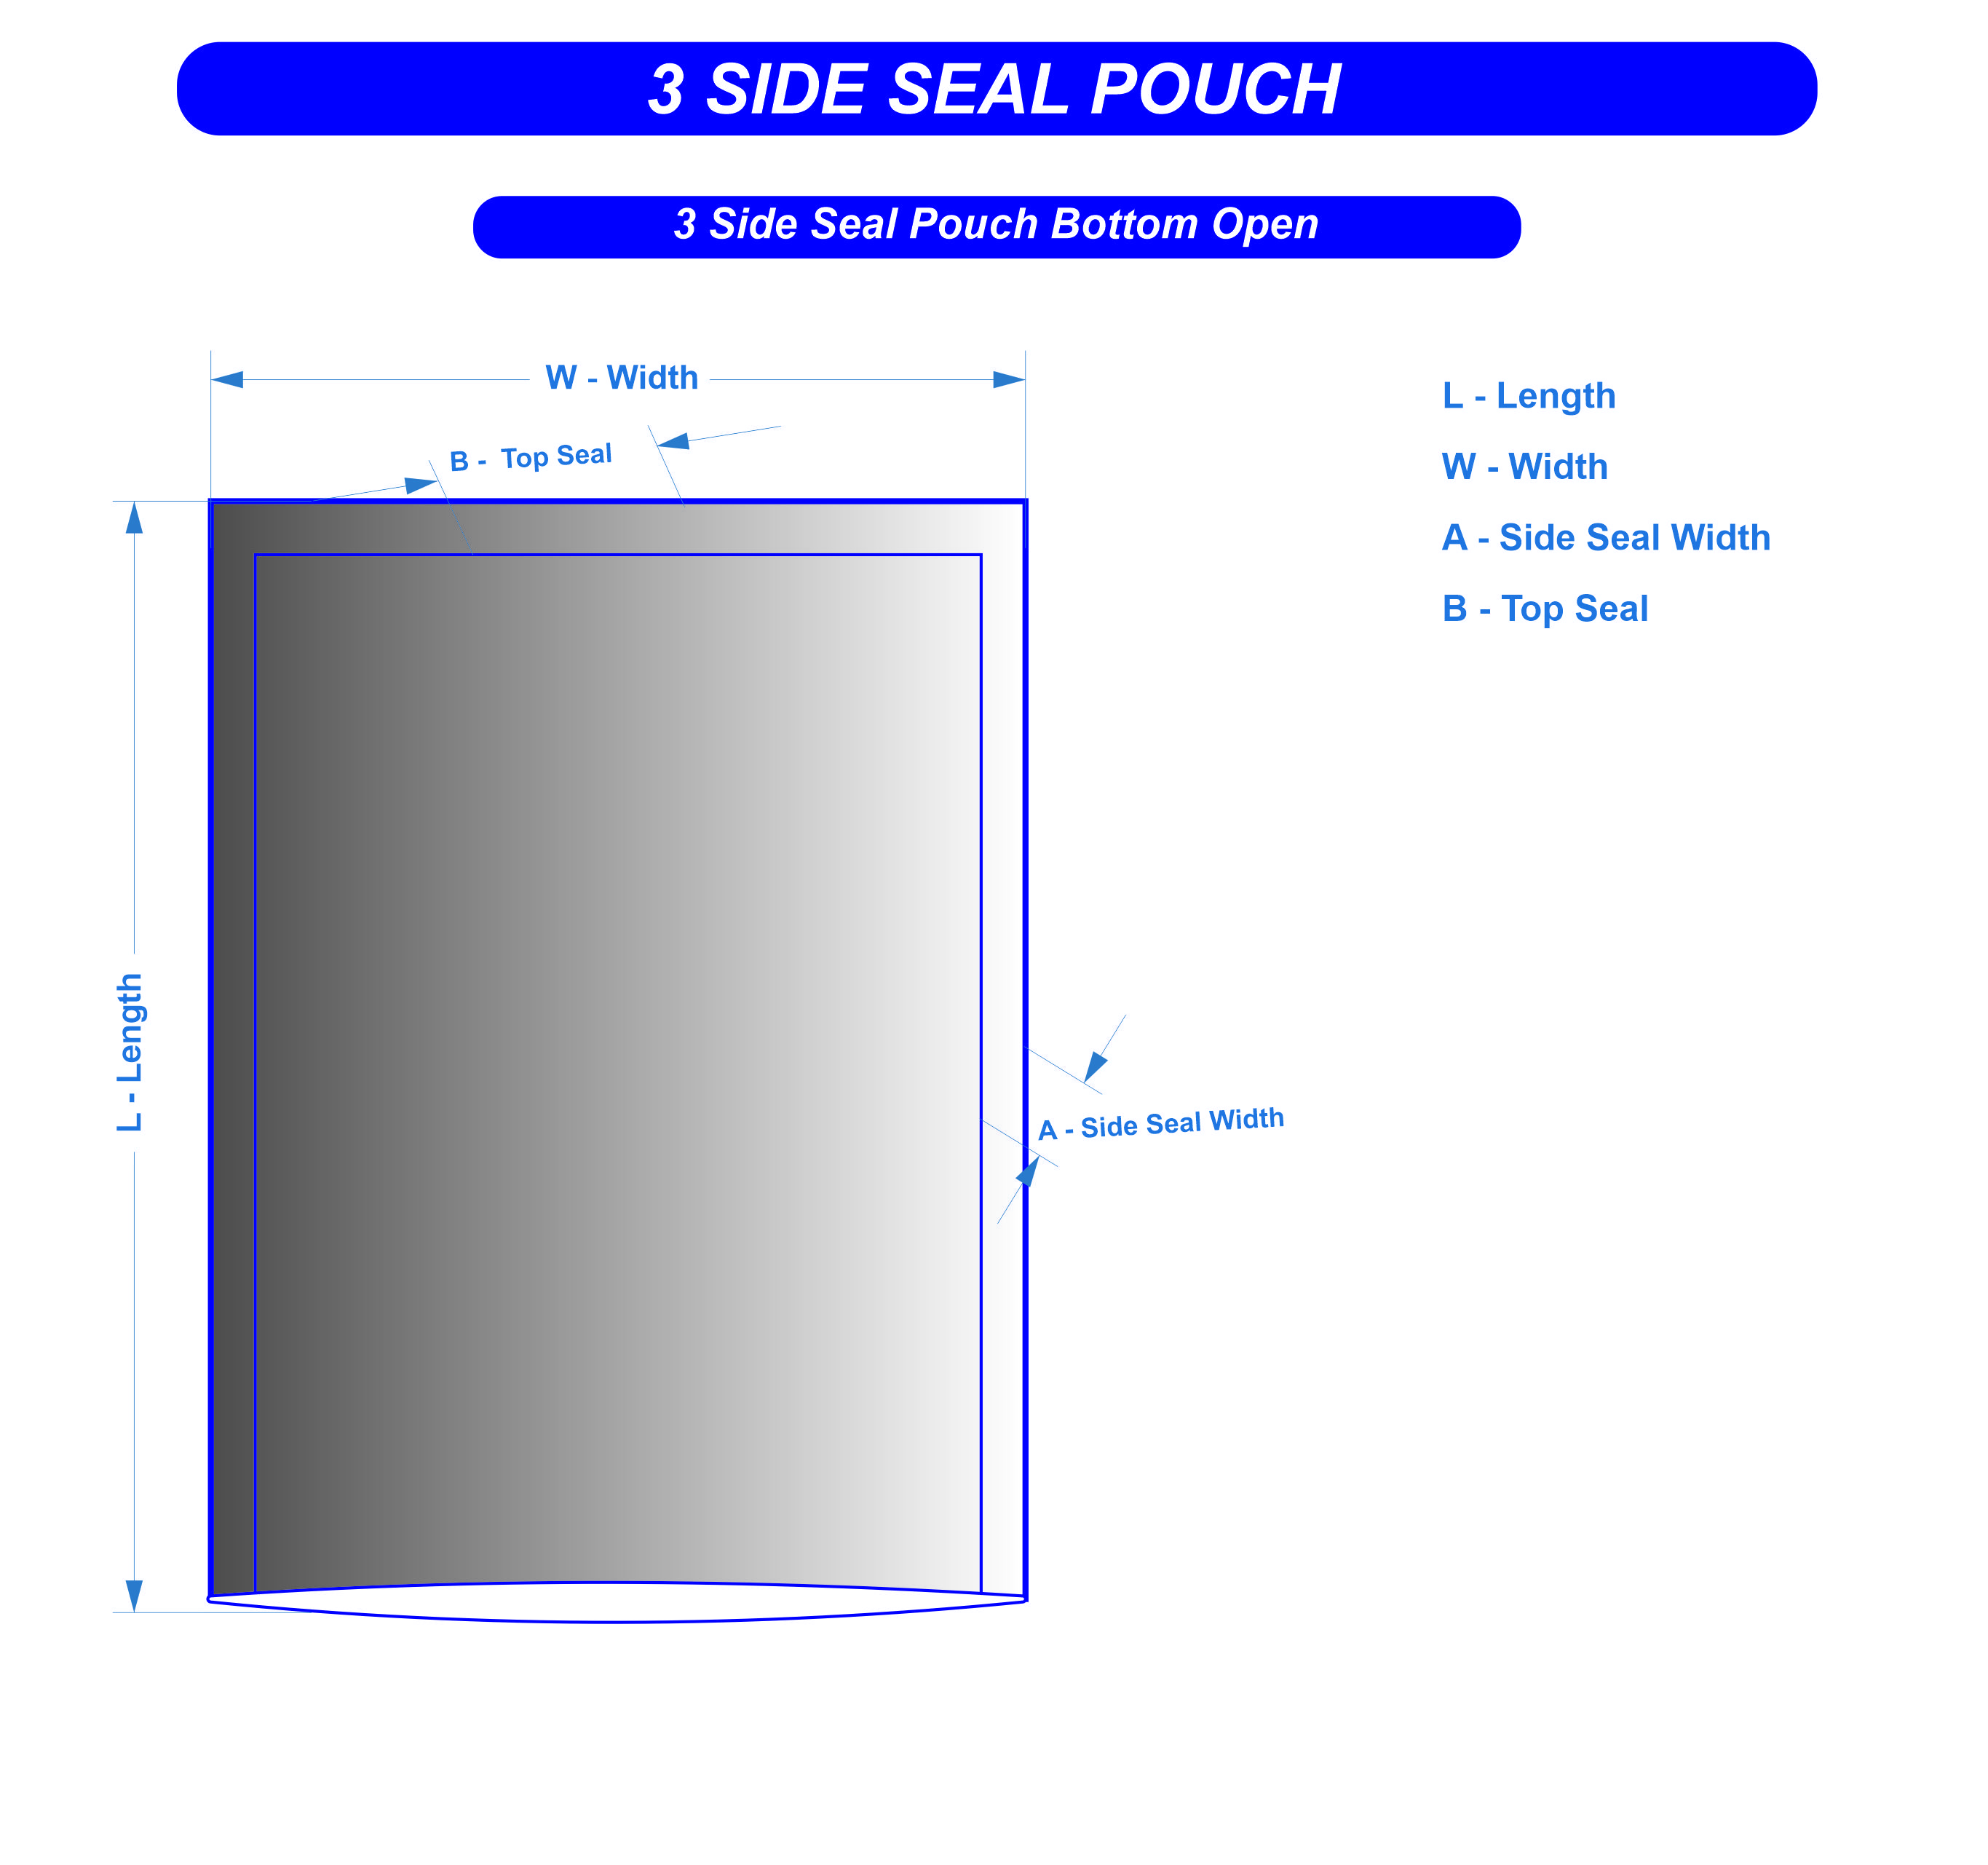 3 SIDE SEAL POUCH
3 Side Seal Pouch Bottom Open
W - Width
B - Top Seal
L - Length
A - Side Seal Width
L - Length
W - Width
A - Side Seal Width
B - Top Seal